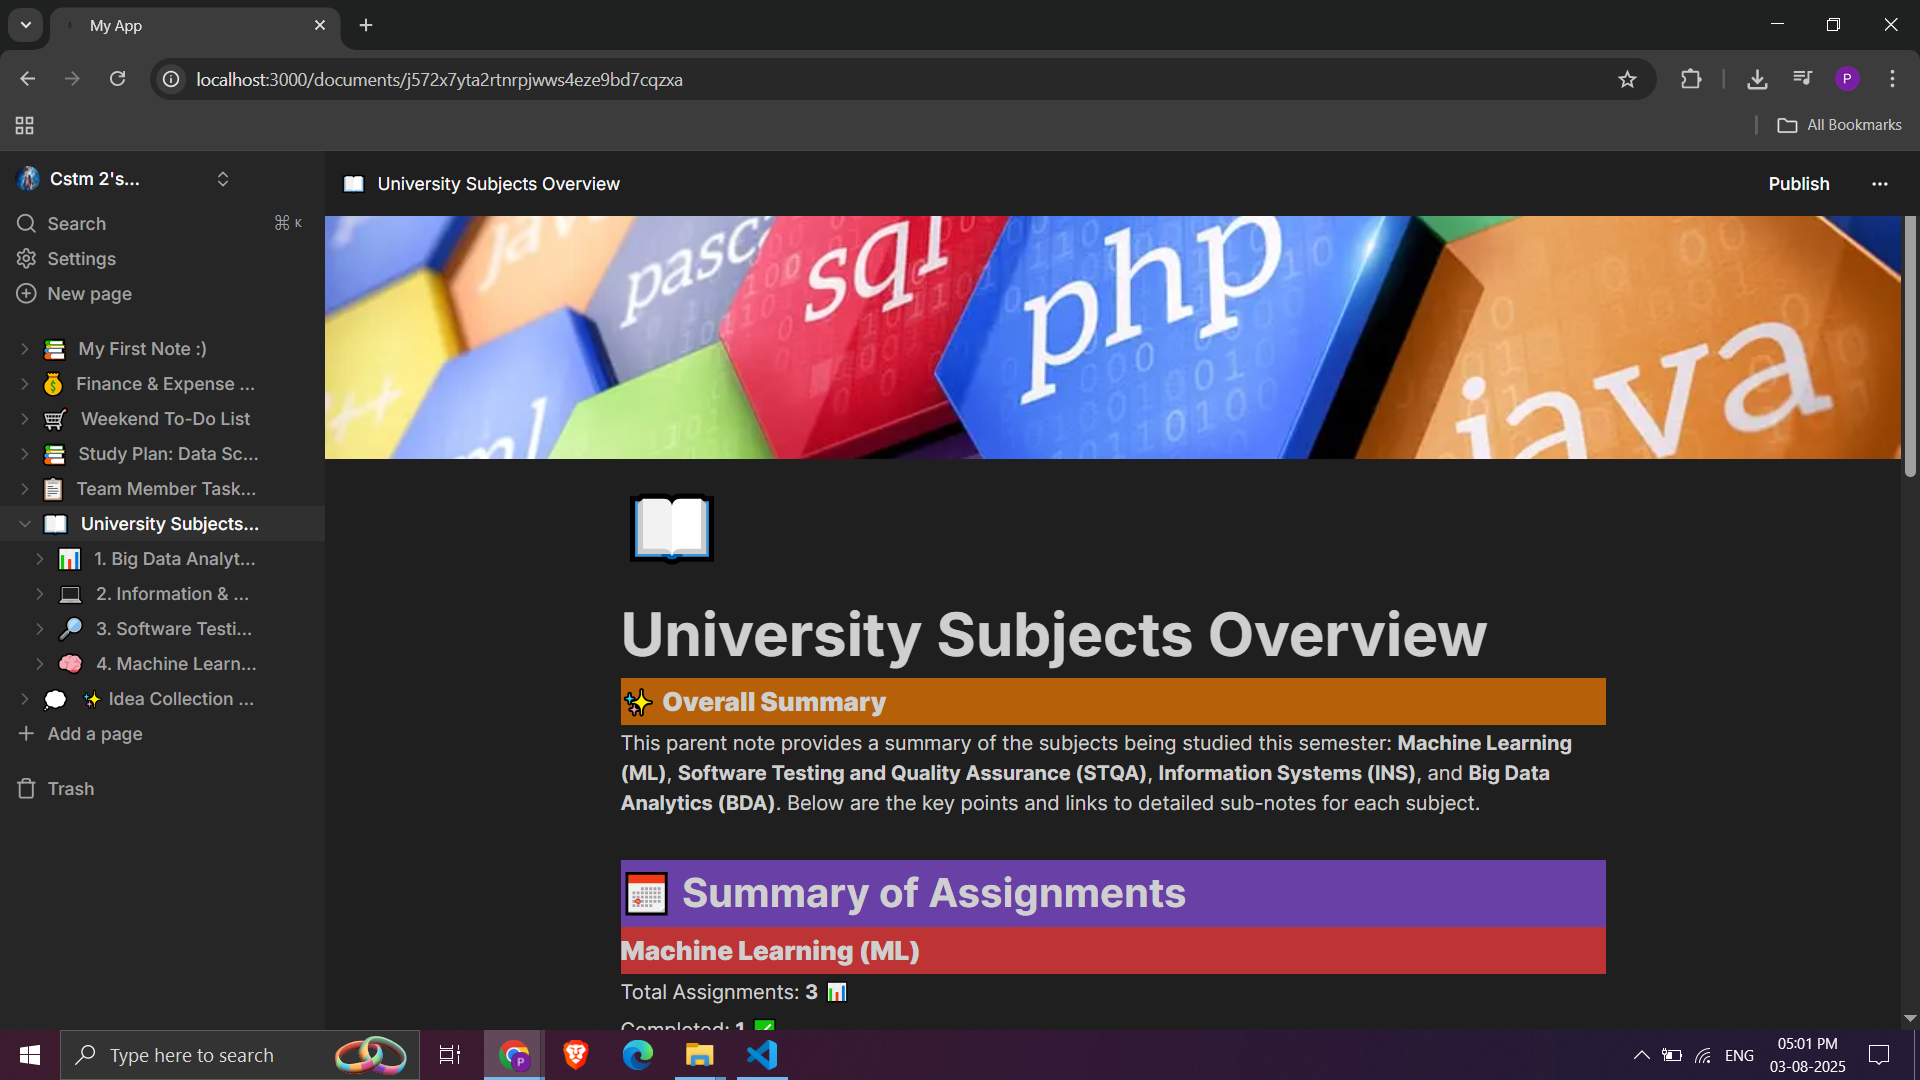 My App
localhost:3000/documents/j572x7yta2rtnrpjwws4eze9bd7cqzxa
P
All Bookmarks
Cstm 2's...
Search ⌘ K
Settings
New page
My First Note :)
Finance & Expense ...
Weekend To-Do List
Study Plan: Data Sc...
Team Member Task...
University Subjects...
1. Big Data Analyt...
2. Information & ...
3. Software Testi...
4. Machine Learn...
Idea Collection ...
Add a page
Trash
University Subjects Overview
Publish
java
pasc
sql
php
java
++
ml
University Subjects Overview
Overall Summary
This parent note provides a summary of the subjects being studied this semester: Machine Learning
(ML), Software Testing and Quality Assurance (STQA), Information Systems (INS), and Big Data
Analytics (BDA). Below are the key points and links to detailed sub-notes for each subject.
Summary of Assignments
Machine Learning (ML)
Total Assignments: 3
Completed: 1
Type here to search
P
ENG
05:01 PM
03-08-2025